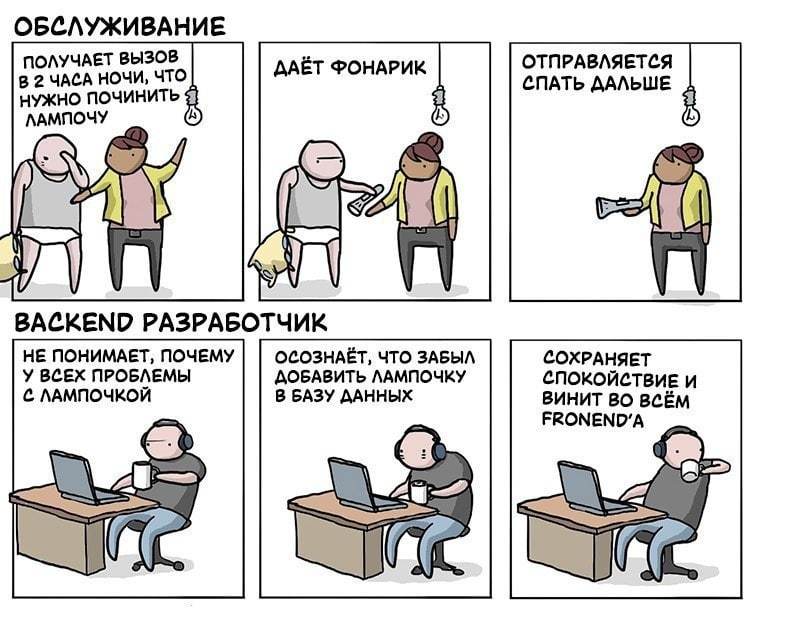 ОБСЛУЖИВАНИЕ
ПОЛУЧАЕТ ВЫЗОВ
В 2 ЧАСА НОЧИ, ЧТО
НУЖНО ПОЧИНИТЬ
ЛАМПОЧУ
ДАЁТ ФОНАРИК
ОТПРАВЛЯЕТСЯ
СПАТЬ ДАЛЬШЕ
BACKEND РАЗРАБОТЧИК
НЕ ПОНИМАЕТ, ПОЧЕМУ
У ВСЕХ ПРОБЛЕМЫ
С ЛАМПОЧКОЙ
ОСОЗНАЁТ, ЧТО ЗАБЫЛ
ДОБАВИТЬ ЛАМПОЧКУ
В БАЗУ ДАННЫХ
СОХРАНЯЕТ
СПОКОЙСТВИЕ И
ВИНИТ ВО ВСЁМ
FRONEND'А